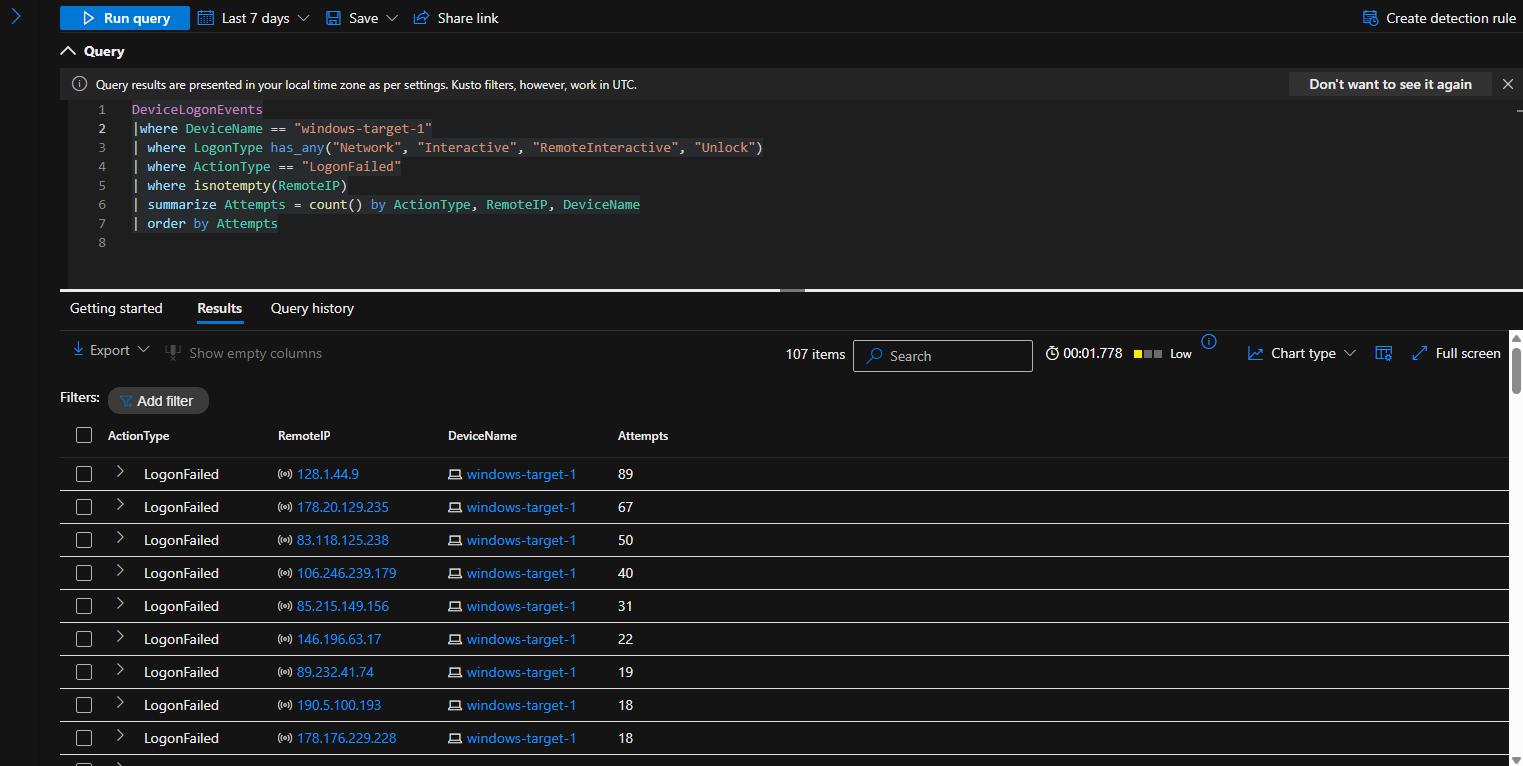 Run query Last 7 days Save Share link Create detection rule
Query
Query results are presented in your local time zone as per settings. Kusto filters, however, work in UTC. Don't want to see it again
1 DeviceLogonEvents
2 |where DeviceName == "windows-target-1"
3 | where LogonType has_any("Network", "Interactive", "RemoteInteractive", "Unlock")
4 | where ActionType == "LogonFailed"
5 | where isnotempty(RemoteIP)
6 | summarize Attempts = count() by ActionType, RemoteIP, DeviceName
7 | order by Attempts
8
Getting started Results Query history
Export Show empty columns 107 items Search 00:01.778 Low Chart type Full screen
Filters: Add filter
ActionType RemoteIP DeviceName Attempts
LogonFailed 128.1.44.9 windows-target-1 89
LogonFailed 178.20.129.235 windows-target-1 67
LogonFailed 83.118.125.238 windows-target-1 50
LogonFailed 106.246.239.179 windows-target-1 40
LogonFailed 85.215.149.156 windows-target-1 31
LogonFailed 146.196.63.17 windows-target-1 22
LogonFailed 89.232.41.74 windows-target-1 19
LogonFailed 190.5.100.193 windows-target-1 18
LogonFailed 178.176.229.228 windows-target-1 18